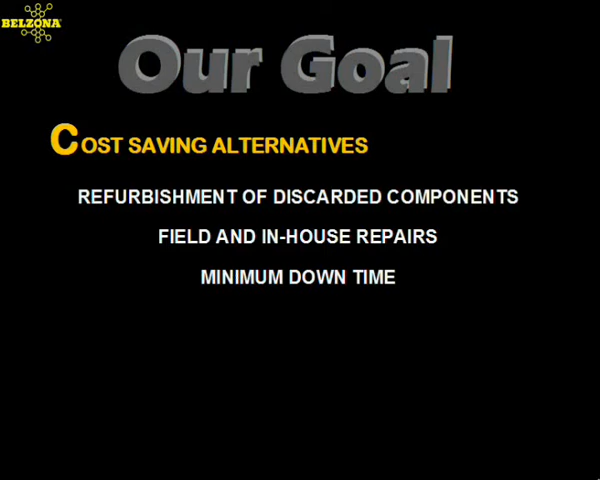 BELZONA
Our Goal
COST SAVING ALTERNATIVES
REFURBISHMENT OF DISCARDED COMPONENTS
FIELD AND IN-HOUSE REPAIRS
MINIMUM DOWN TIME